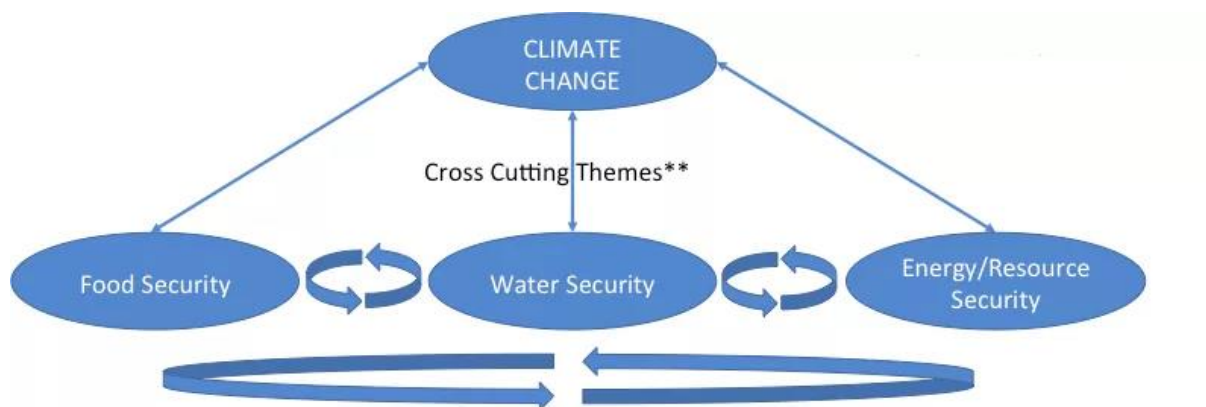 CLIMATE
CHANGE
Cross Cutting Themes**
Food Security
Water Security
Energy/Resource
Security